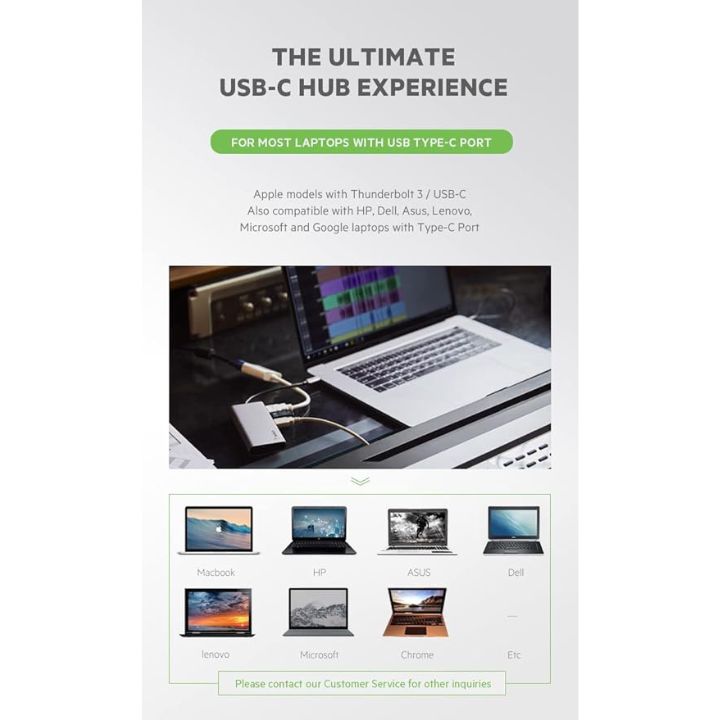 THE ULTIMATE
USB-C HUB EXPERIENCE
FOR MOST LAPTOPS WITH USB TYPE-C PORT
Apple models with Thunderbolt 3 / USB-C
Also compatible with HP, Dell, Asus, Lenovo,
Microsoft and Google laptops with Type-C Port
Macbook HP ASUS Dell
lenovo Microsoft Chrome Etc
Please contact our Customer Service for other inquiries